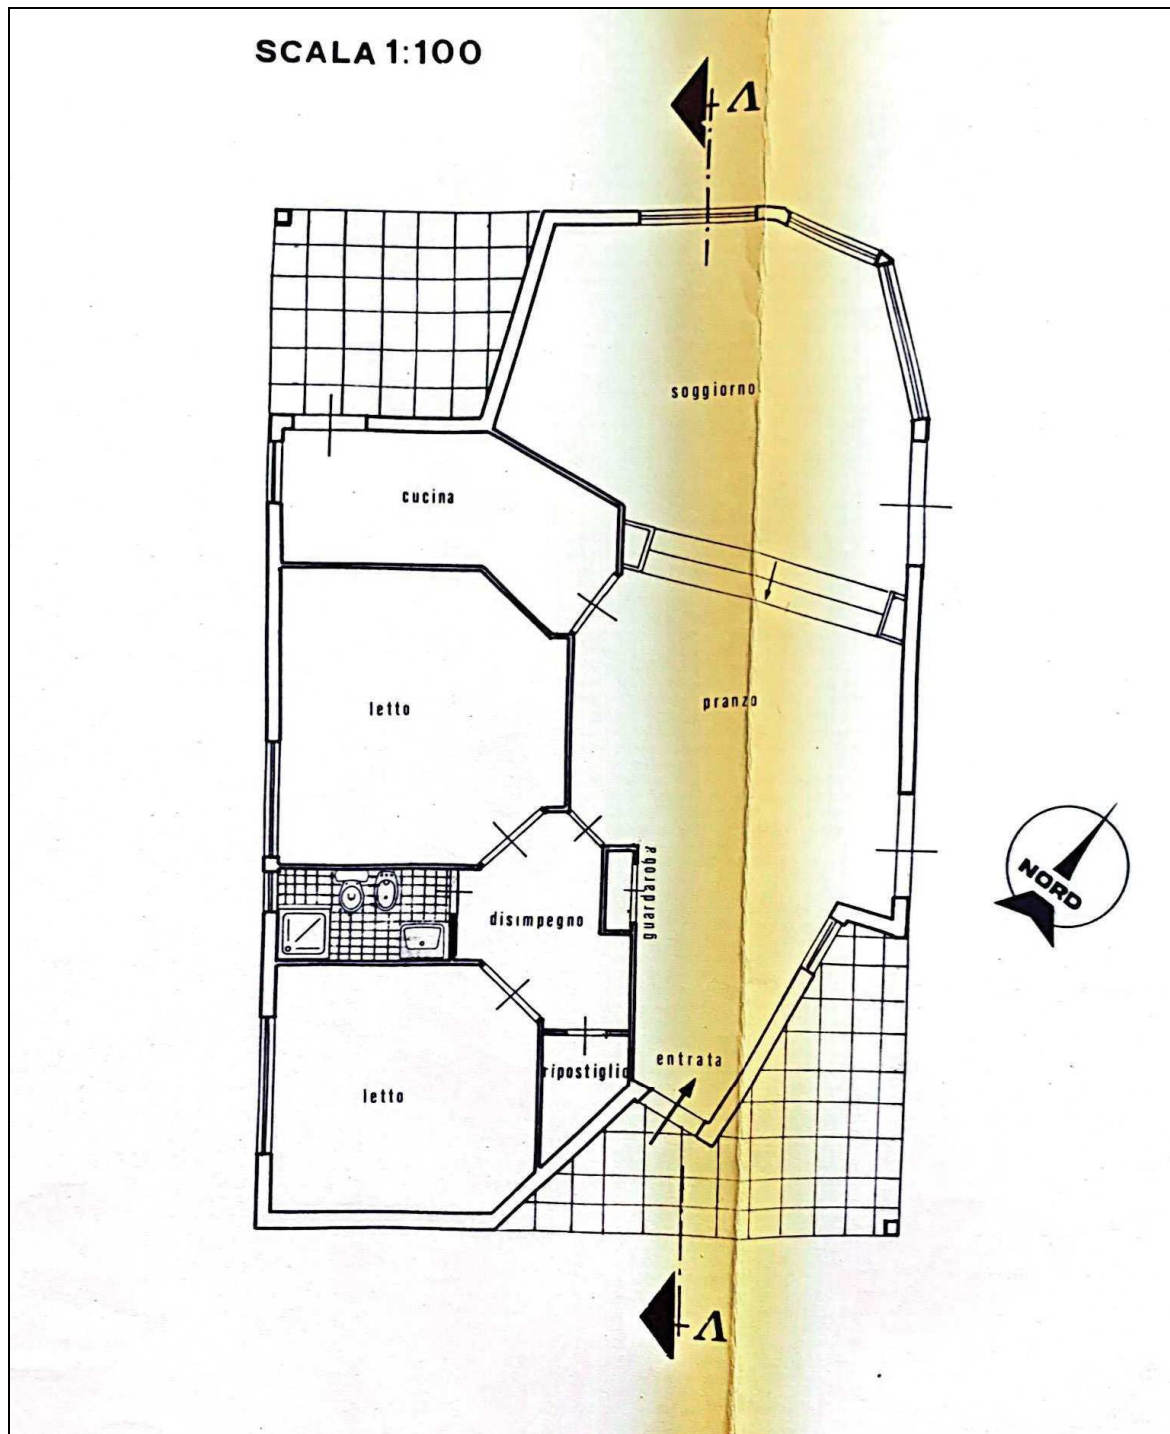 SCALA 1:100
V
soggiorno
cucina
letto
pranzo
guardaroba
disimpegno
NORD
entrata
ripostiglio
letto
V